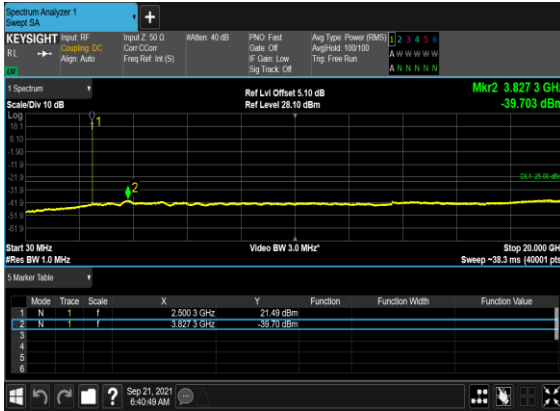 Spectrum Analyzer 1
Swept SA
+
KEYSIGHT Input: RF Input Z: 50 Ω #Atten: 40 dB PNO: Fast Avg Type: Power (RMS) 1 2 3 4 5 6
RL Coupling: DC Corr CCorr Gate: Off Avg|Hold: 100/100 A W W W W W
Align: Auto Freq Ref: Int (S) IF Gain: Low Trig: Free Run
Sig Track: Off A N N N N N
1 Spectrum
Ref Lvl Offset 5.10 dB Mkr2 3.827 3 GHz
Scale/Div 10 dB Ref Level 28.10 dBm -39.703 dBm
Log
18.1
8.10
-1.90
-11.9
-21.9
-31.9
-41.9
-51.9
-61.9
1
2
DL1 -25.00 dBm
Start 30 MHz Video BW 3.0 MHz* Stop 20.000 GHz
#Res BW 1.0 MHz Sweep ~38.3 ms (40001 pts)
5 Marker Table
Mode Trace Scale X Y Function Function Width Function Value
1 N 1 f 2.500 3 GHz 21.49 dBm
2 N 1 f 3.827 3 GHz -39.70 dBm
3
4
5
6
? Sep 21, 2021
6:40:49 AM